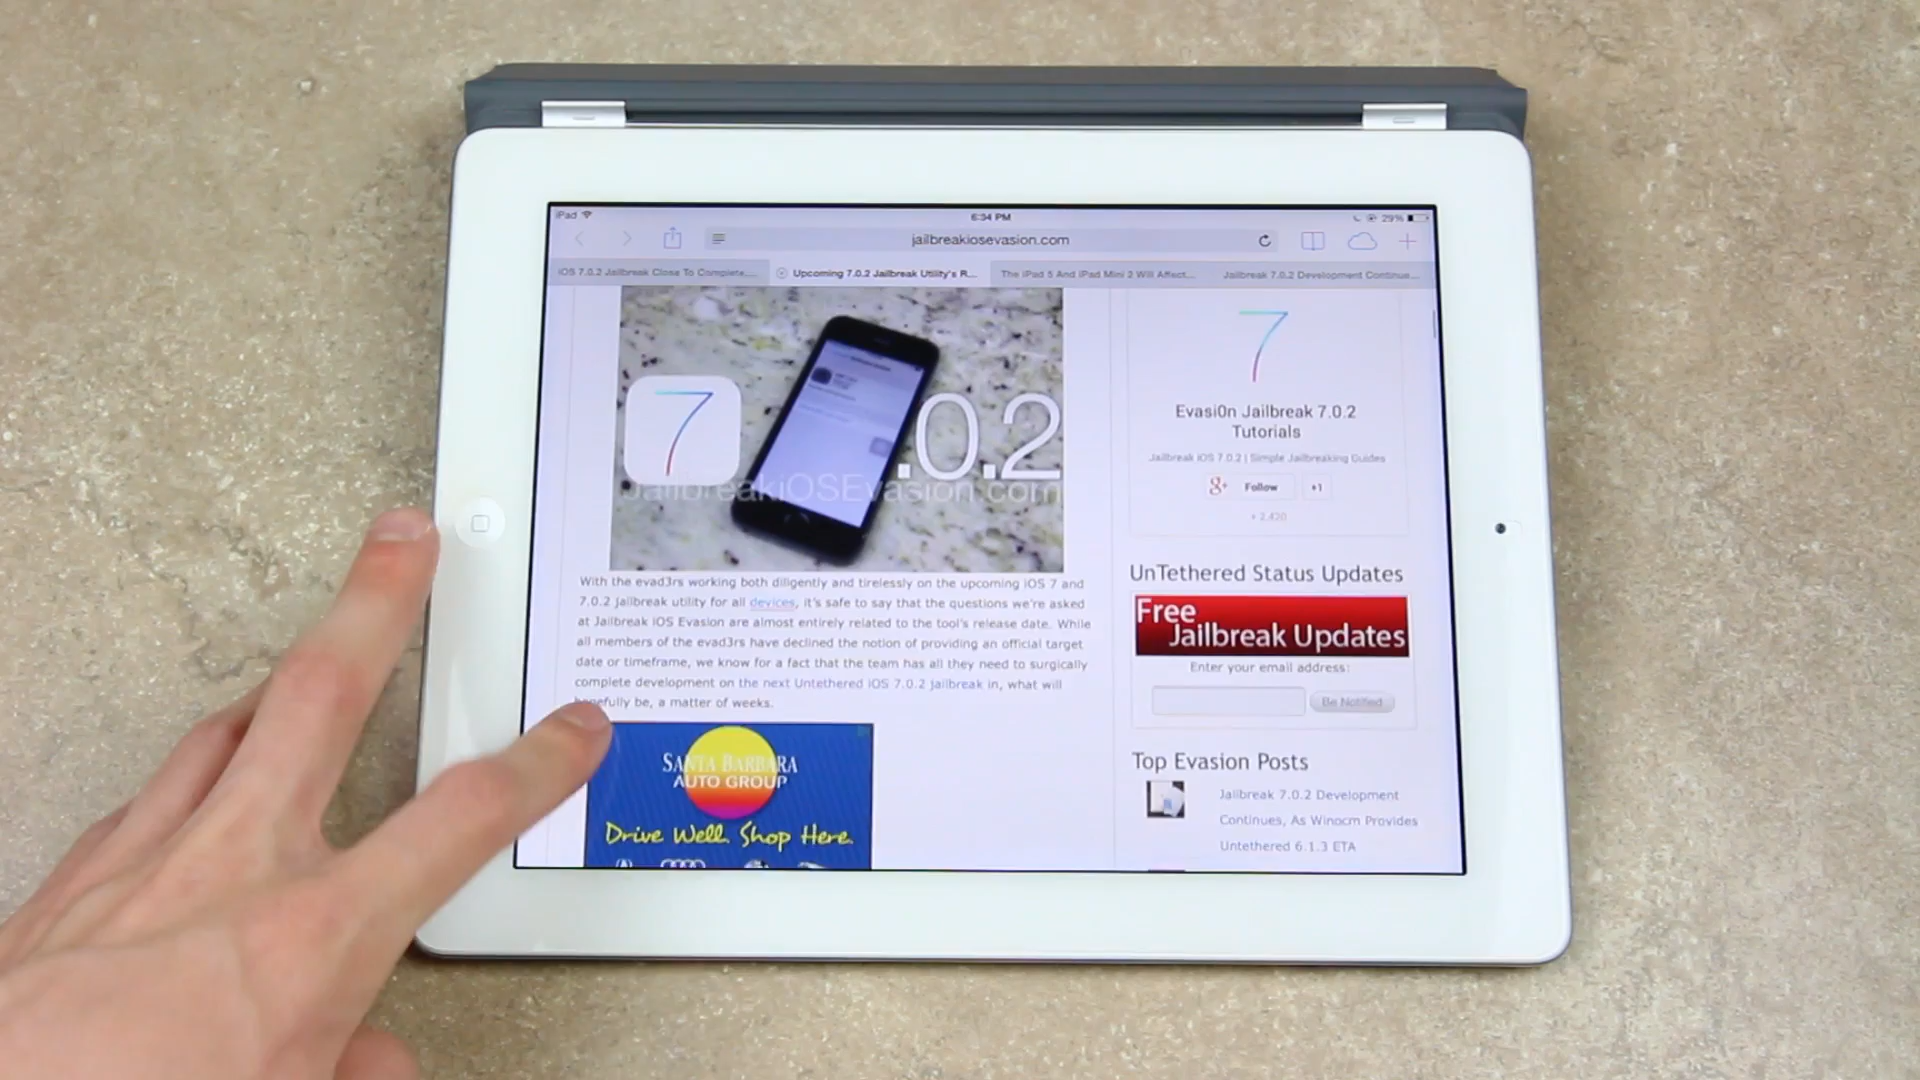 iPad
6:34 PM
29%
jailbreakiosevasion.com
iOS 7.0.2 Jailbreak Close To Complete....
Upcoming 7.0.2 Jailbreak Utility's R...
The iPad 5 And iPad Mini 2 Will Affect...
Jailbreak 7.0.2 Development Continue...
7
.0.2
JailbreakiOSEvasion.com
With the evad3rs working both diligently and tirelessly on the upcoming iOS 7 and
7.0.2 jailbreak utility for all devices, it's safe to say that the questions we're asked
at Jailbreak iOS Evasion are almost entirely related to the tool's release date. While
all members of the evad3rs have declined the notion of providing an official target
date or timeframe, we know for a fact that the team has all they need to surgically
complete development on the next Untethered iOS 7.0.2 jailbreak in, what will
hopefully be, a matter of weeks.
SANTA BARBARA
AUTO GROUP
Drive Well. Shop Here.
7
Evasi0n Jailbreak 7.0.2
Tutorials
Jailbreak iOS 7.0.2 | Simple Jailbreaking Guides
g+ Follow +1
+ 2,420
UnTethered Status Updates
Free
Jailbreak Updates
Enter your email address:
Be Notified
Top Evasion Posts
Jailbreak 7.0.2 Development
Continues, As Winocm Provides
Untethered 6.1.3 ETA